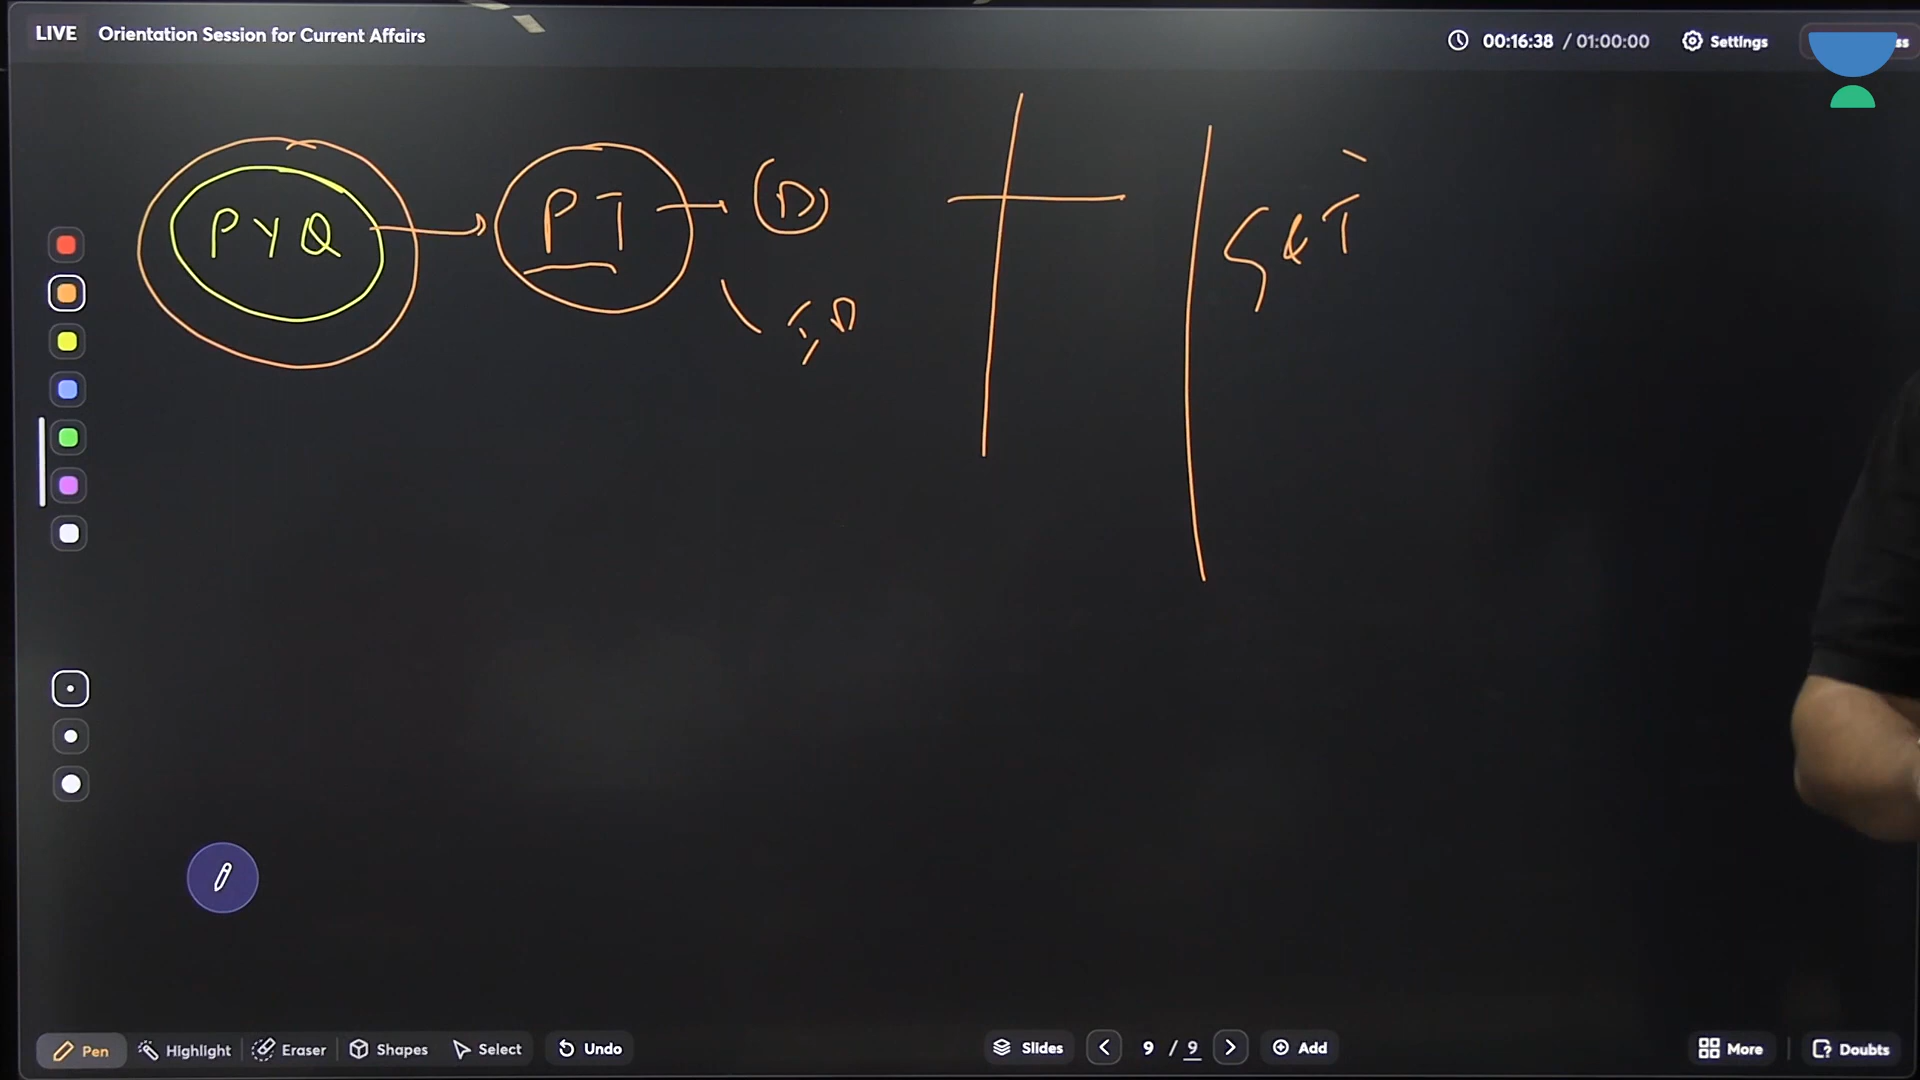 LIVE Orientation Session for Current Affairs
00:16:38 / 01:00:00 Settings
PYQ
PT
D
S&T
Pen Highlight Eraser Shapes Select Undo
Slides 9 / 9 Add
More Doubts